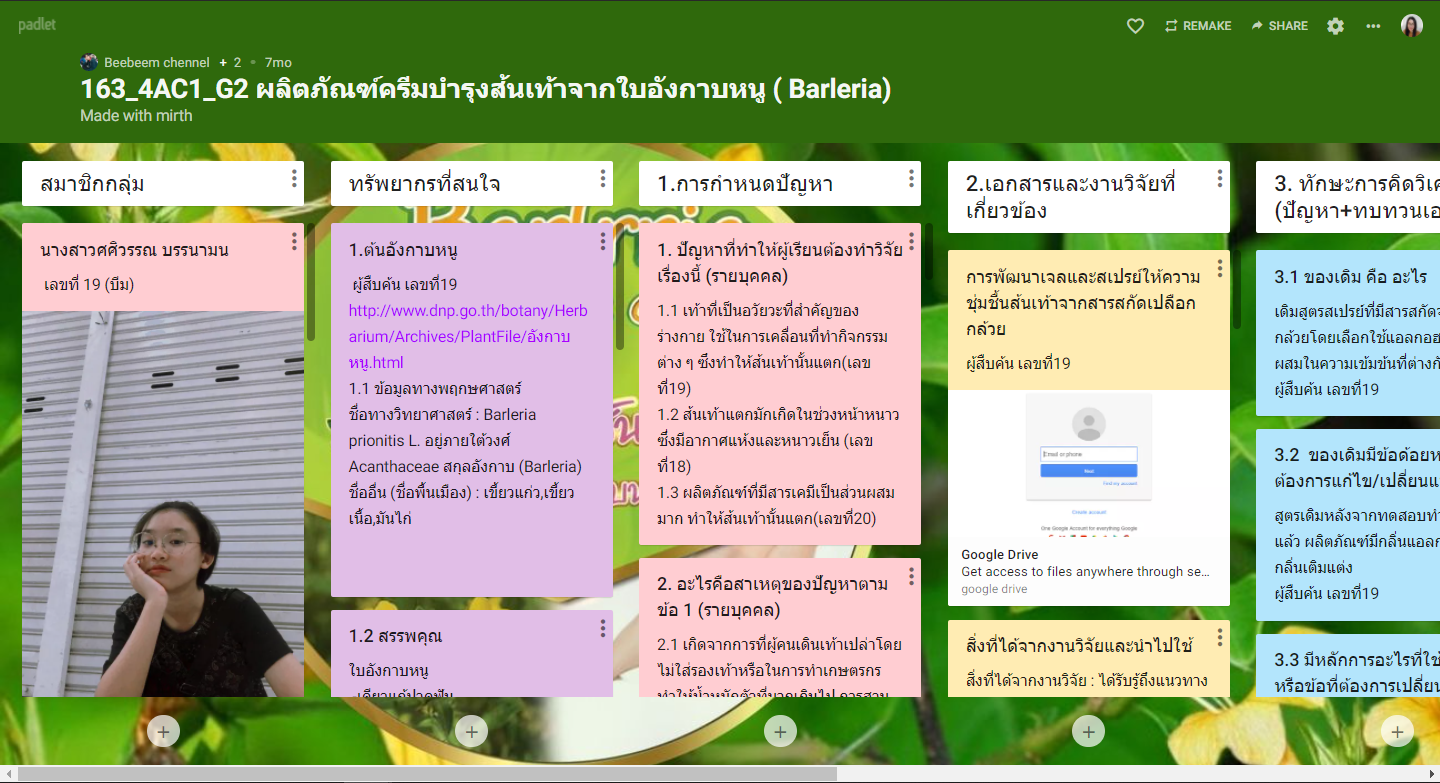 padlet
REMAKE
SHARE
Beebeem chennel + 2 • 7mo
163_4AC1_G2 ผลิตภัณฑ์ครีมบำรุงส้นเท้าจากใบอังกาบหนู ( Barleria)
Made with mirth
สมาชิกกลุ่ม
นางสาวศศิวรรณ บรรนามน
เลขที่ 19 (บีม)
ทรัพยากรที่สนใจ
1.ต้นอังกาบหนู
ผู้สืบค้น เลขที่19
http://www.dnp.go.th/botany/Herb
arium/Archives/PlantFile/อังกาบ
หนู.html
1.1 ข้อมูลทางพฤกษศาสตร์
ชื่อทางวิทยาศาสตร์ : Barleria
prionitis L. อยู่ภายใต้วงศ์
Acanthaceae สกุลอังกาบ (Barleria)
ชื่ออื่น (ชื่อพื้นเมือง) : เขี้ยวแก่ว,เขี้ยว
เนื้อ,มันไก่
1.2 สรรพคุณ
ใบอังกาบหนู
1.การกำหนดปัญหา
1. ปัญหาที่ทำให้ผู้เรียนต้องทำวิจัย
เรื่องนี้ (รายบุคคล)
1.1 เท้าที่เป็นอวัยวะที่สำคัญของ
ร่างกาย ใช้ในการเคลื่อนที่ทำกิจกรรม
ต่าง ๆ ซึ่งทำให้ส้นเท้านั้นแตก(เลข
ที่19)
1.2 ส้นเท้าแตกมักเกิดในช่วงหน้าหนาว
ซึ่งมีอากาศแห้งและหนาวเย็น (เลข
ที่18)
1.3 ผลิตภัณฑ์ที่มีสารเคมีเป็นส่วนผสม
มาก ทำให้ส้นเท้านั้นแตก(เลขที่20)
2. อะไรคือสาเหตุของปัญหาตาม
ข้อ 1 (รายบุคคล)
2.1 เกิดจากการที่ผู้คนเดินเท้าเปล่าโดย
ไม่ใส่รองเท้าหรือในการทำเกษตรกร
2.เอกสารและงานวิจัยที่
เกี่ยวข้อง
การพัฒนาเจลและสเปรย์ให้ความ
ชุ่มชื้นส้นเท้าจากสารสกัดเปลือก
กล้วย
ผู้สืบค้น เลขที่19
Email or phone
Next
Find my account
Create account
One Google Account for everything Google
Google Drive
Get access to files anywhere through se...
google drive
สิ่งที่ได้จากงานวิจัยและนำไปใช้
สิ่งที่ได้จากงานวิจัย : ได้รับรู้ถึงแนวทาง
3. ทักษะการคิดวิเค
(ปัญหา+ทบทวนเอ
3.1 ของเดิม คือ อะไร
เดิมสูตรสเปรย์ที่มีสารสกัดจ
กล้วยโดยเลือกใช้แอลกอฮ
ผสมในความเข้มข้นที่ต่างกั
ผู้สืบค้น เลขที่19
3.2 ของเดิมมีข้อด้อยห
ต้องการแก้ไข/เปลี่ยนแ
สูตรเดิมหลังจากทดสอบทำ
แล้ว ผลิตภัณฑ์มีกลิ่นแอลก
กลิ่นเติมแต่ง
ผู้สืบค้น เลขที่19
3.3 มีหลักการอะไรที่ใช้
หรือข้อที่ต้องการเปลี่ยน